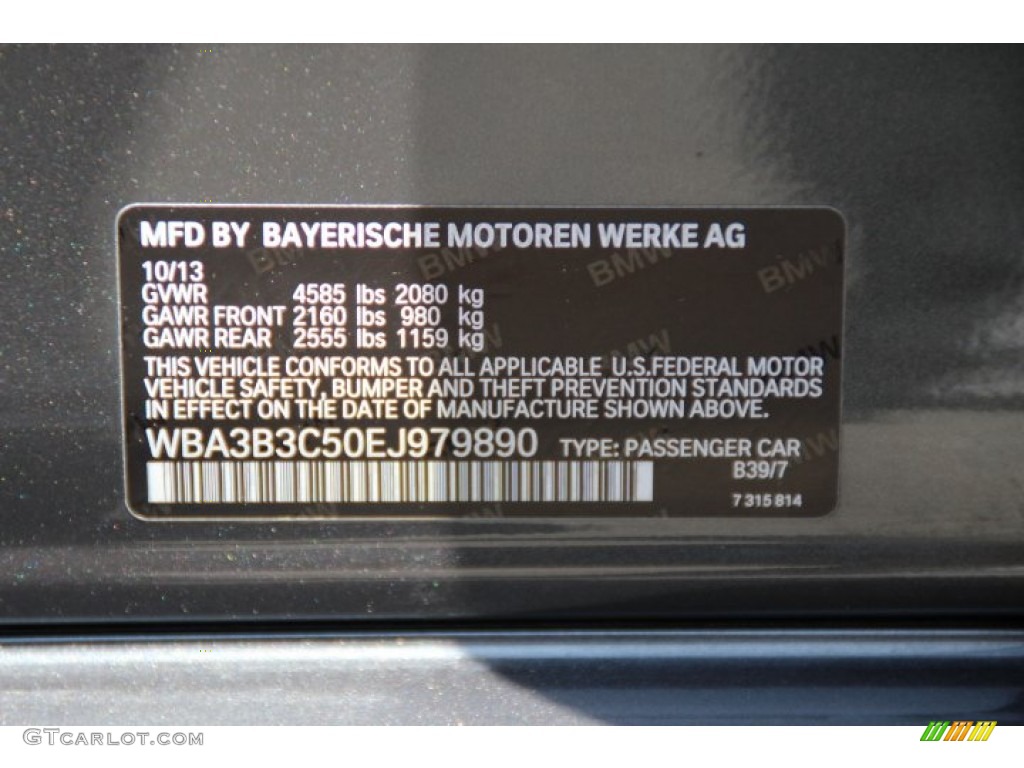 MFD BY BAYERISCHE MOTOREN WERKE AG
10/13
GVWR 4585 lbs 2080 kg
GAWR FRONT 2160 lbs 980 kg
GAWR REAR 2555 lbs 1159 kg
THIS VEHICLE CONFORMS TO ALL APPLICABLE U.S.FEDERAL MOTOR
VEHICLE SAFETY, BUMPER AND THEFT PREVENTION STANDARDS
IN EFFECT ON THE DATE OF MANUFACTURE SHOWN ABOVE.
WBA3B3C50EJ979890 TYPE: PASSENGER CAR
B39/7
7 315 814
GTCarLot.com